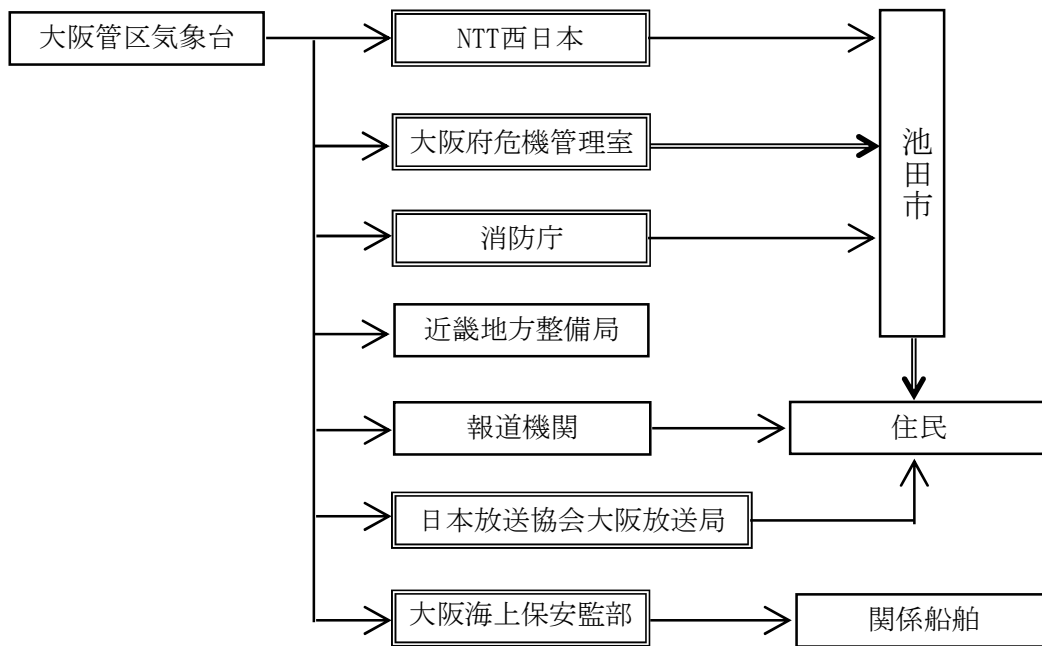 大阪管区気象台
NTT西日本
大阪府危機管理室
池田市
消防庁
近畿地方整備局
報道機関
住民
日本放送協会大阪放送局
大阪海上保安監部
関係船舶